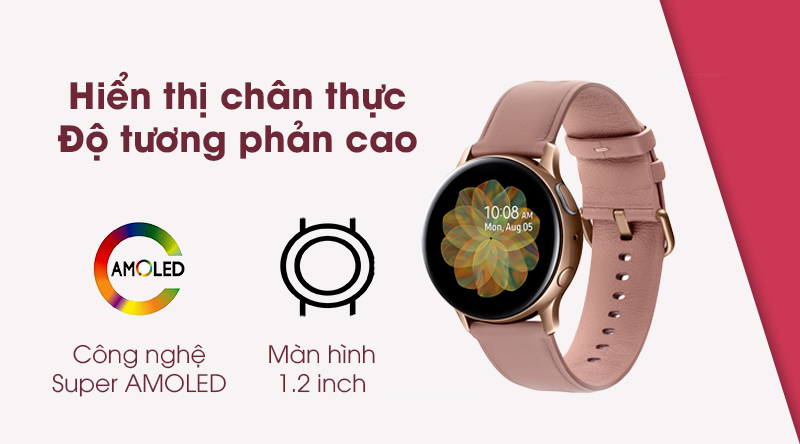 Hiển thị chân thực
Độ tương phản cao
AMOLED
Công nghệ
Super AMOLED
Màn hình
1.2 inch
10:08 AM
Mon, Aug 05